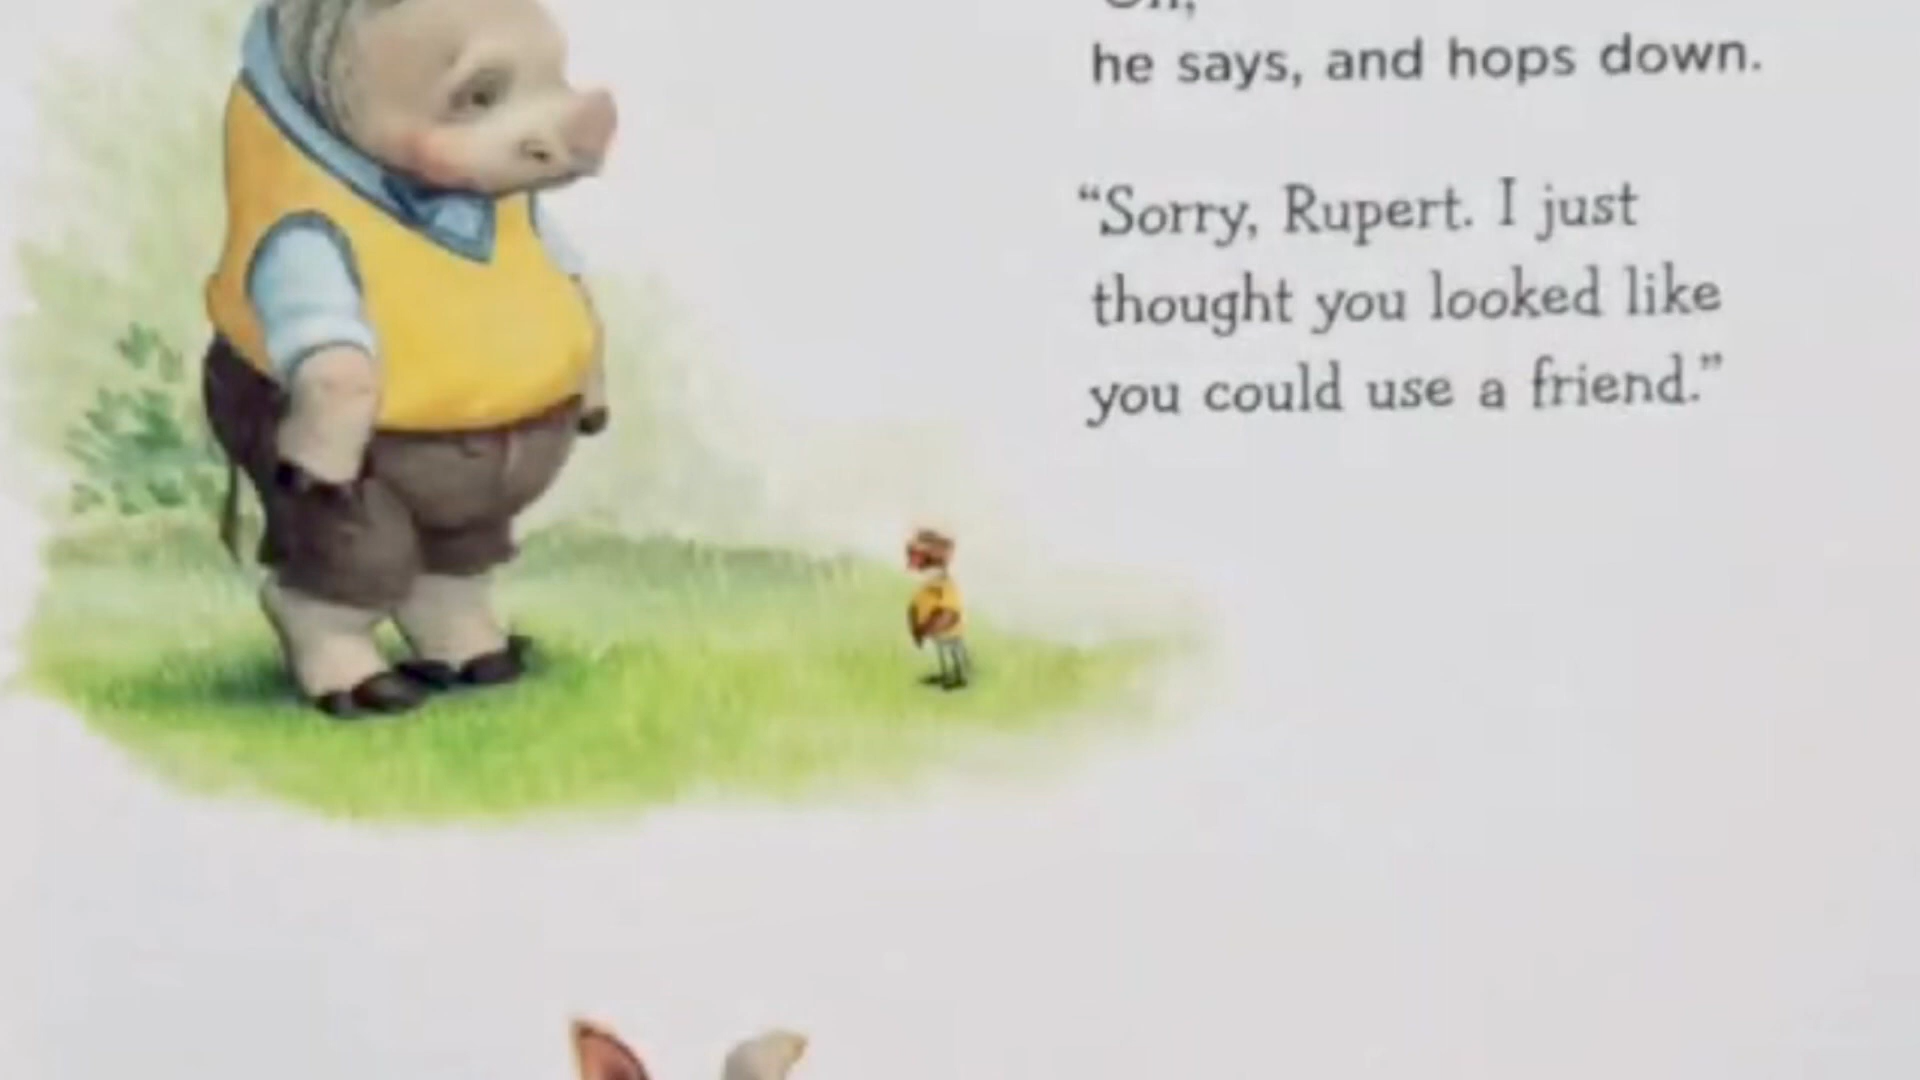 he says, and hops down.
“Sorry, Rupert. I just
thought you looked like
you could use a friend.”